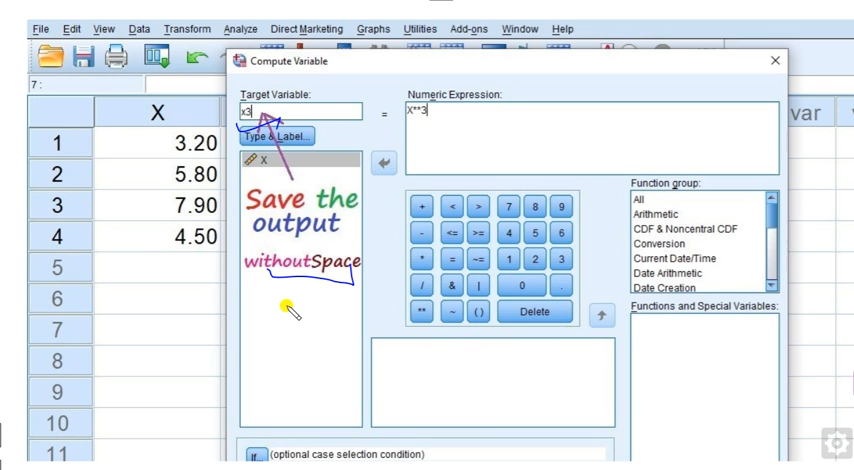 File Edit View Data Transform Analyze Direct Marketing Graphs Utilities Add-ons Window Help
Compute Variable
7 :
Target Variable:
x3
=
Numeric Expression:
X**3
Type & Label...
X
Save the
output
withoutSpace
X
1 3.20
2 5.80
3 7.90
4 4.50
5
6
7
8
9
10
11
var
+ < > 7 8 9
- <= >= 4 5 6
* = ~= 1 2 3
/ & | 0 .
** ~ () Delete
Function group:
All
Arithmetic
CDF & Noncentral CDF
Conversion
Current Date/Time
Date Arithmetic
Date Creation
Functions and Special Variables:
If... (optional case selection condition)